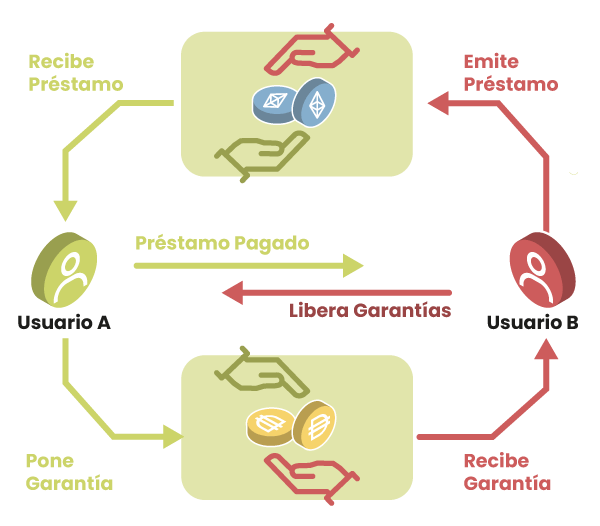 Recibe
Préstamo
Emite
Préstamo
Préstamo Pagado
Libera Garantías
Usuario A
Usuario B
Pone
Garantía
Recibe
Garantía